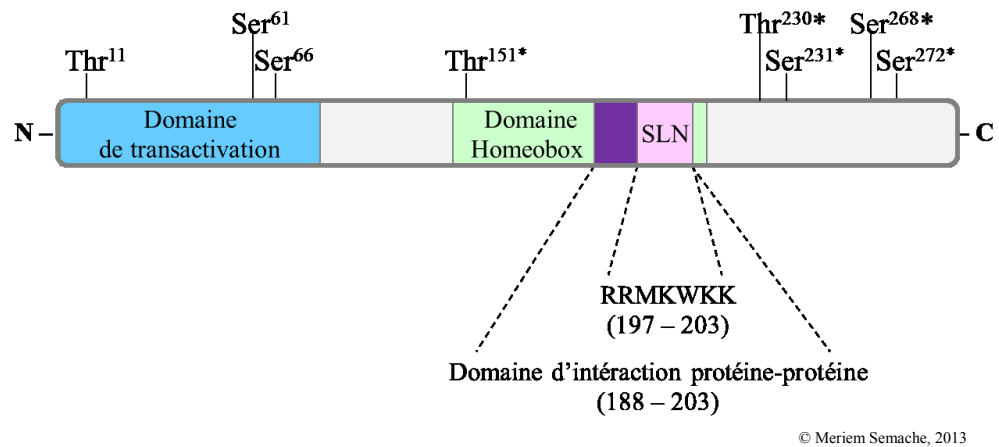 Ser61
Thr230*
Ser268*
Thr11
Ser66
Thr151*
Ser231*
Ser272*
N
Domaine
de transactivation
Domaine
Homeobox
SLN
C
RRMKWKK
(197 – 203)
Domaine d’intéraction protéine-protéine
(188 – 203)
© Meriem Semache, 2013